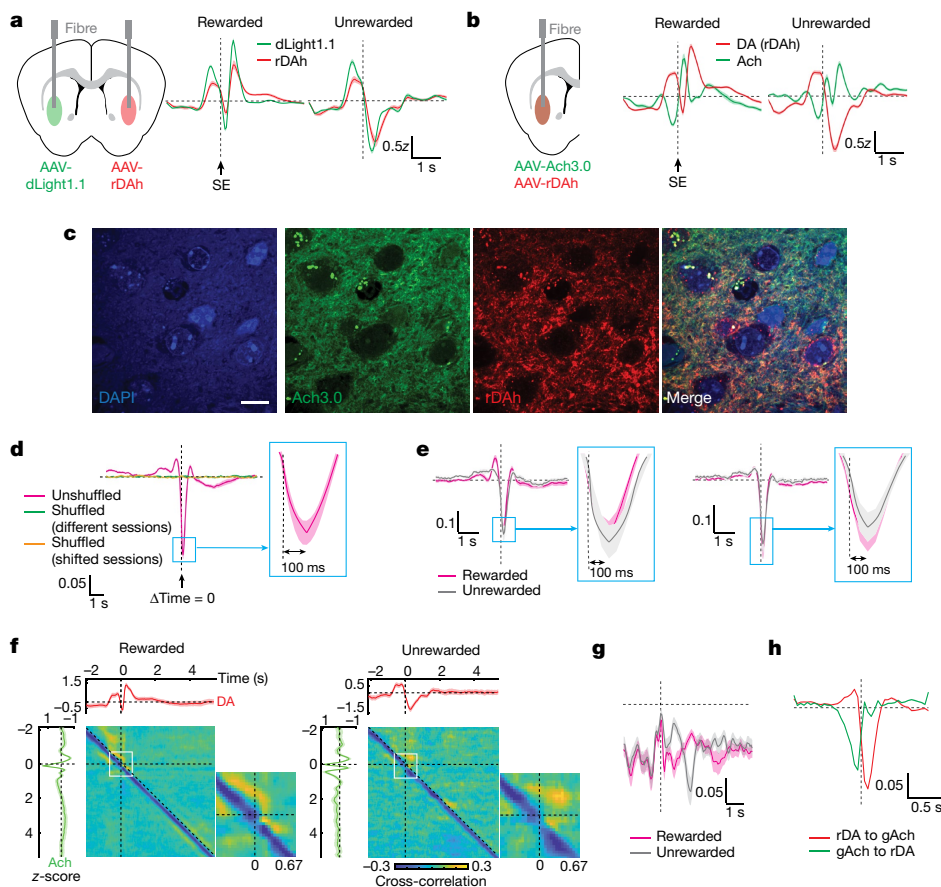 a
Fibre
AAV-
dLight1.1
AAV-
rDAh
Rewarded
Unrewarded
dLight1.1
rDAh
SE
0.5z
1 s
b
Fibre
AAV-Ach3.0
AAV-rDAh
Rewarded
Unrewarded
DA (rDAh)
Ach
SE
0.5z
1 s
c
DAPI
Ach3.0
rDAh
Merge
d
Unshuffled
Shuffled
(different sessions)
Shuffled
(shifted sessions)
0.05
1 s
ΔTime = 0
100 ms
e
0.1
1 s
Rewarded
Unrewarded
100 ms
0.1
1 s
100 ms
f
Rewarded
−2 0 2 4
Time (s)
1.5
−0.5
DA
1 −1
−2
0
2
4
Ach
z-score
0 0.67
Unrewarded
−2 0 2 4
0.5
−1.5
1 −1
−2
0
2
4
0 0.67
−0.3 0.3
Cross-correlation
g
0.05
1 s
Rewarded
Unrewarded
h
0.05
0.5 s
rDA to gAch
gAch to rDA